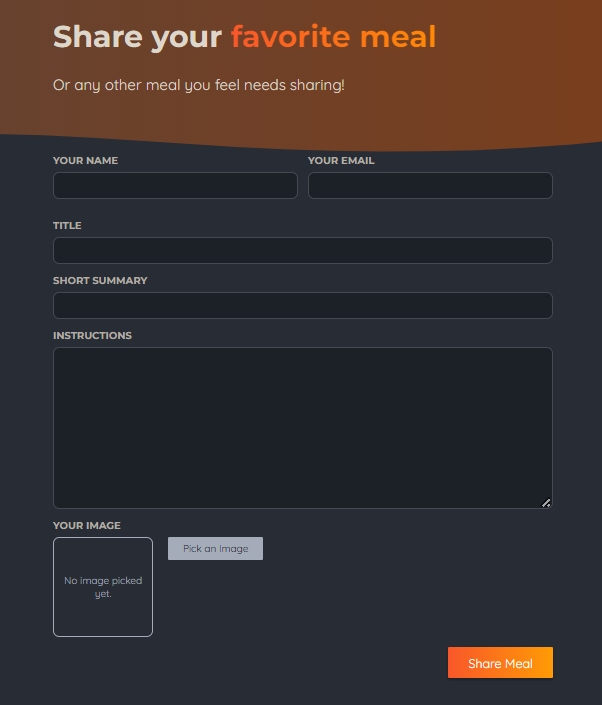 Share your favorite meal
Or any other meal you feel needs sharing!
YOUR NAME YOUR EMAIL
TITLE
SHORT SUMMARY
INSTRUCTIONS
YOUR IMAGE
Pick an Image
No image picked
yet.
Share Meal